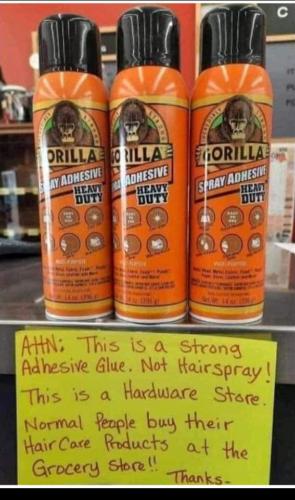 C
GORILLA GORILLA GORILLA
SPRAY ADHESIVE ADHESIVE SPRAY ADHESIVE
HEAVY DUTY HEAVY DUTY HEAVY DUTY
ATTN: This is a strong
Adhesive Glue. Not Hairspray!
This is a Hardware Store.
Normal People buy their
Hair Care Products at the
Grocery Store!!
Thanks-